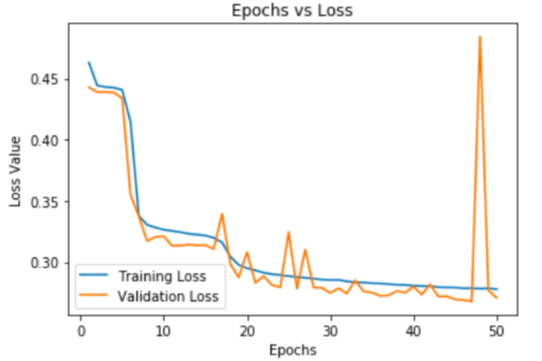 Epochs vs Loss
0.45
0.40
0.35
0.30
Loss Value
Training Loss
Validation Loss
0 10 20 30 40 50
Epochs